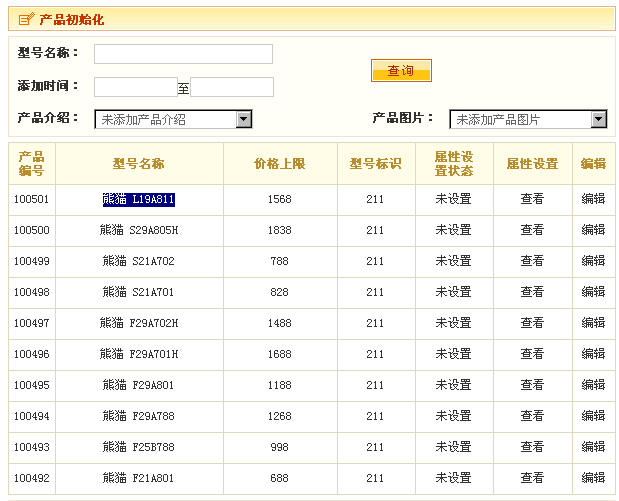 产品初始化
型号名称：
查询
添加时间： 至
产品介绍： 未添加产品介绍 产品图片： 未添加产品图片
产品编号 型号名称 价格上限 型号标识 属性设置状态 属性设置 编辑
100501 熊猫 L19A811 1568 211 未设置 查看 编辑
100500 熊猫 S29A805H 1838 211 未设置 查看 编辑
100499 熊猫 S21A702 788 211 未设置 查看 编辑
100498 熊猫 S21A701 828 211 未设置 查看 编辑
100497 熊猫 F29A702H 1488 211 未设置 查看 编辑
100496 熊猫 F29A701H 1688 211 未设置 查看 编辑
100495 熊猫 F29A801 1188 211 未设置 查看 编辑
100494 熊猫 F29A788 1268 211 未设置 查看 编辑
100493 熊猫 F25B788 998 211 未设置 查看 编辑
100492 熊猫 F21A801 688 211 未设置 查看 编辑